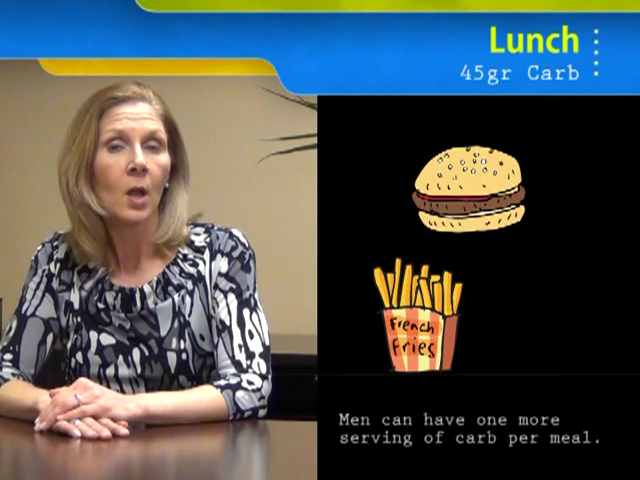 Lunch
45gr Carb
French
Fries
Men can have one more
serving of carb per meal.